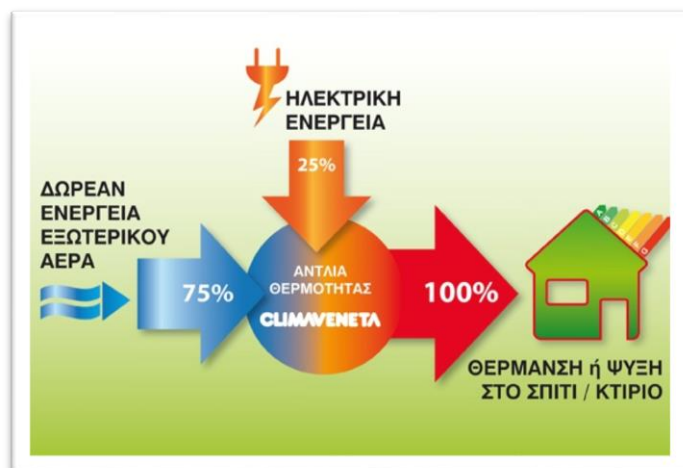 ΗΛΕΚΤΡΙΚΗ
ΕΝΕΡΓΕΙΑ
25%
ΔΩΡΕΑΝ
ΕΝΕΡΓΕΙΑ
ΕΞΩΤΕΡΙΚΟΥ
ΑΕΡΑ
75%
ΑΝΤΛΙΑ
ΘΕΡΜΟΤΗΤΑΣ
CLIMAVENETA
100%
ΘΕΡΜΑΝΣΗ ή ΨΥΞΗ
ΣΤΟ ΣΠΙΤΙ / ΚΤΙΡΙΟ